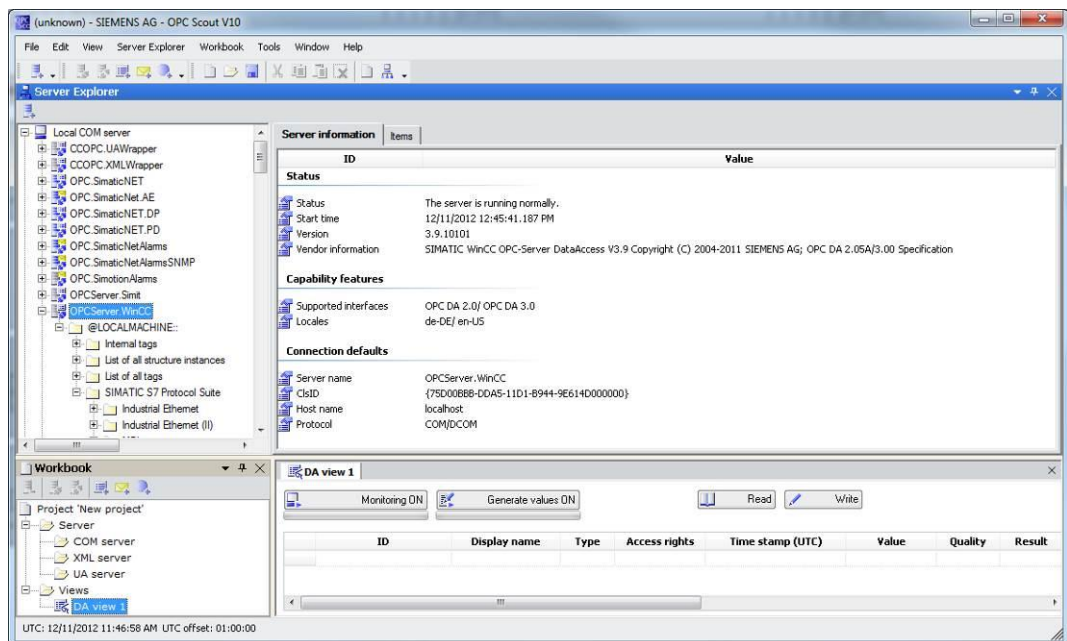 (unknown) - SIEMENS AG - OPC Scout V10
File Edit View Server Explorer Workbook Tools Window Help
Server Explorer
Local COM server
CCOPC.UAWrapper
CCOPC.XMLWrapper
OPC.SimaticNET
OPC.SimaticNet.AE
OPC.SimaticNET.DP
OPC.SimaticNET.PD
OPC.SimaticNetAlarms
OPC.SimaticNetAlarmsSNMP
OPC.SimotionAlarms
OPCServer.Simit
OPCServer.WinCC
@LOCALMACHINE::
Internal tags
List of all structure instances
List of all tags
SIMATIC S7 Protocol Suite
Industrial Ethernet
Industrial Ethernet (II)
Server information Items
ID Value
Status
Status The server is running normally.
Start time 12/11/2012 12:45:41.187 PM
Version 3.9.10101
Vendor information SIMATIC WinCC OPC-Server DataAccess V3.9 Copyright (C) 2004-2011 SIEMENS AG; OPC DA 2.05A/3.00 Specification
Capability features
Supported interfaces OPC DA 2.0/ OPC DA 3.0
Locales de-DE/ en-US
Connection defaults
Server name OPCServer.WinCC
ClsID {75D00BBB-DDA5-11D1-B944-9E614D000000}
Host name localhost
Protocol COM/DCOM
Workbook
Project 'New project'
Server
COM server
XML server
UA server
Views
DA view 1
DA view 1
Monitoring ON Generate values ON Read Write
ID Display name Type Access rights Time stamp (UTC) Value Quality Result
UTC: 12/11/2012 11:46:58 AM UTC offset: 01:00:00